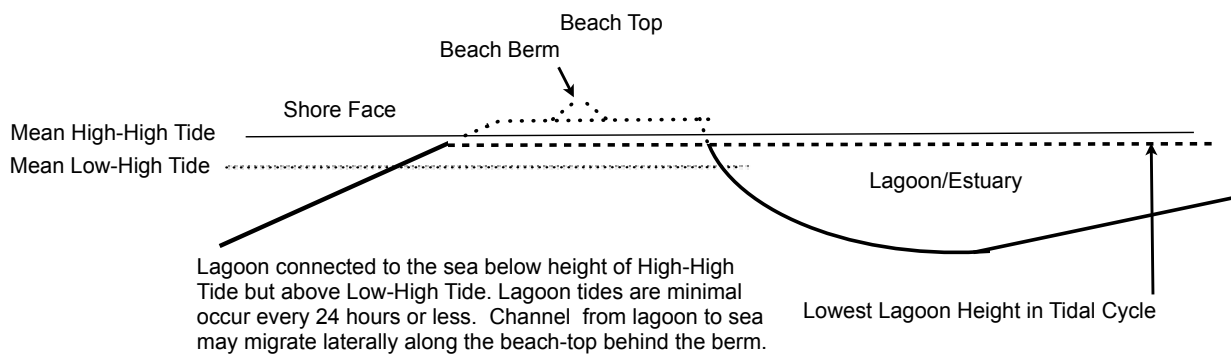 Beach Top
Beach Berm
Shore Face
Mean High-High Tide
Mean Low-High Tide
Lagoon/Estuary
Lagoon connected to the sea below height of High-High
Tide but above Low-High Tide. Lagoon tides are minimal
occur every 24 hours or less.  Channel  from lagoon to sea
may migrate laterally along the beach-top behind the berm.
Lowest Lagoon Height in Tidal Cycle